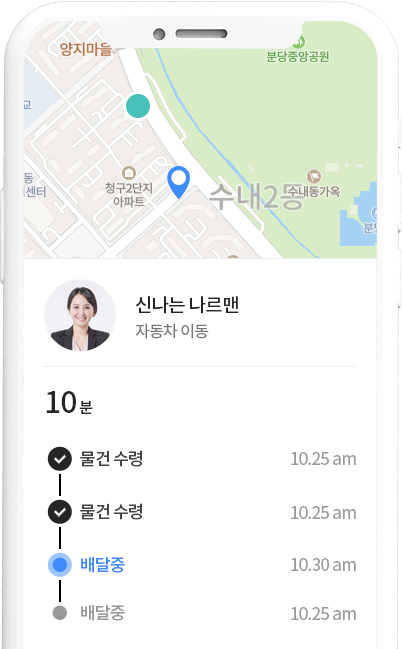 양지마을
분당중앙공원
교
동
센터
청구2단지
아파트
수내2동
수내동가옥
분당
신나는 나르맨
자동차 이동
10분
물건 수령 10.25 am
물건 수령 10.25 am
배달중 10.30 am
배달중 10.25 am